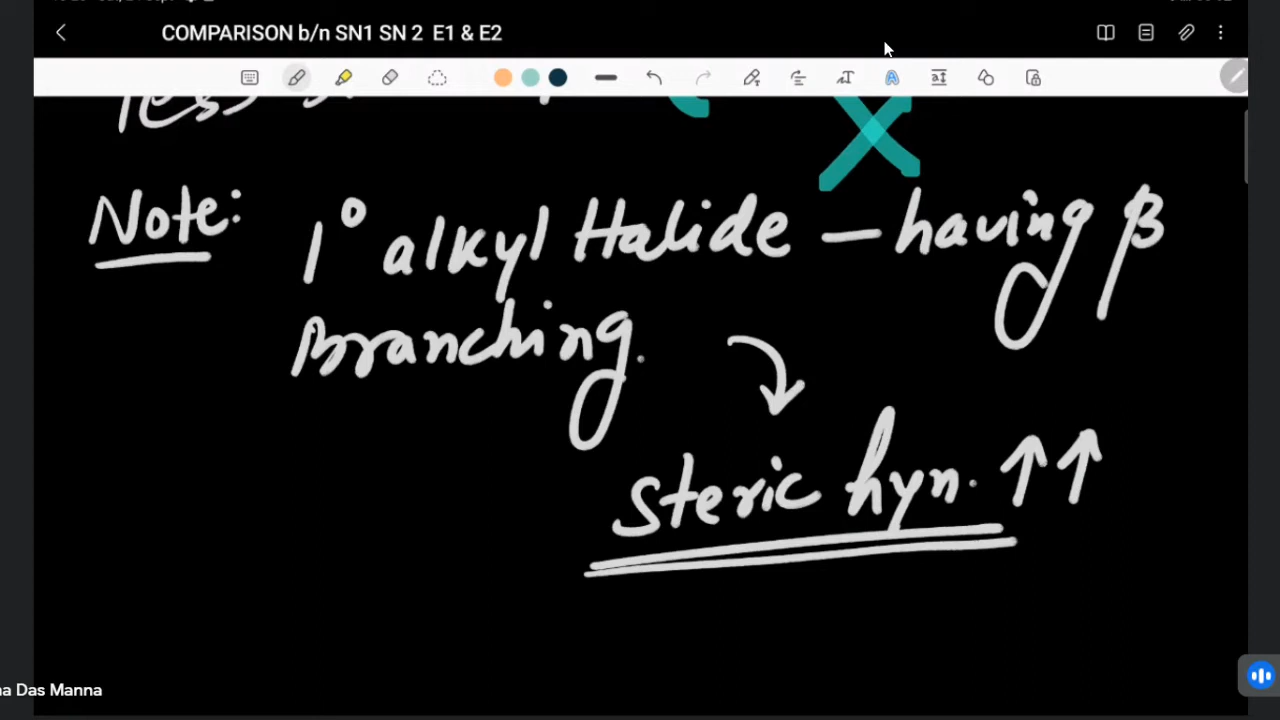 COMPARISON b/n SN1 SN 2 E1 & E2
Note: 1° alkyl Halide — having β
Branching.
steric hyn. ↑↑
a Das Manna